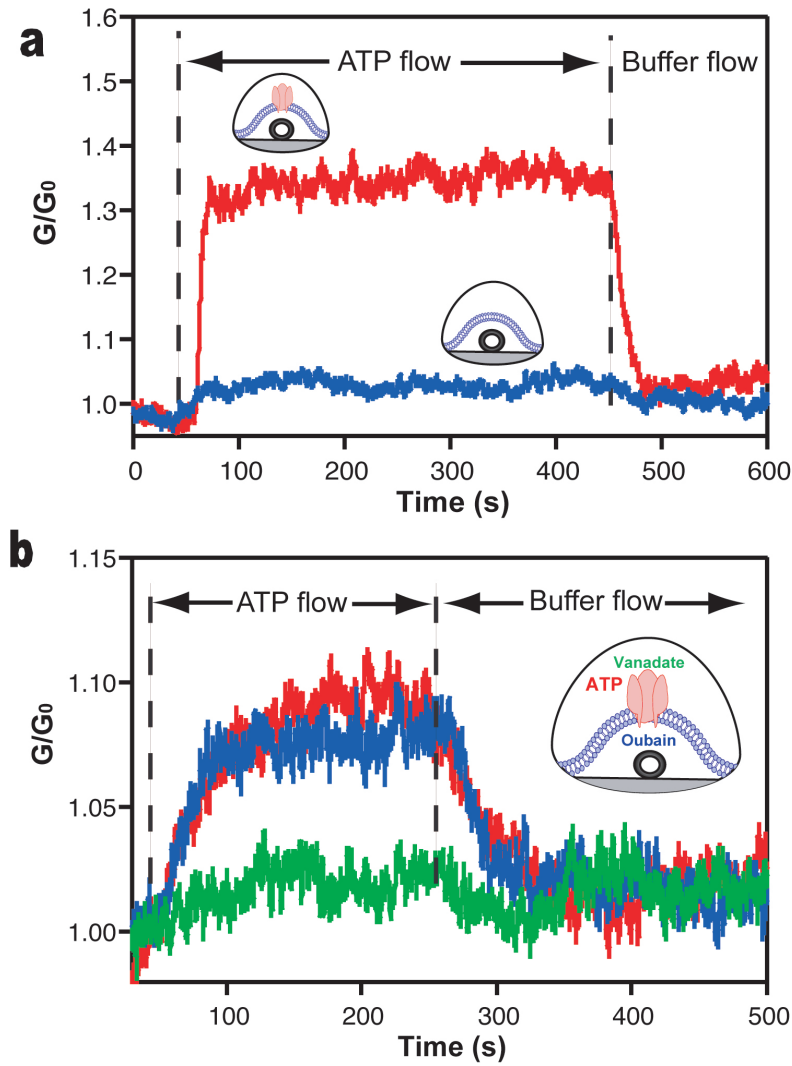 a
1.6
ATP flow
Buffer flow
1.5
1.4
1.3
1.2
1.1
1.0
G/G0
0
100
200
300
400
500
600
Time (s)
b
1.15
ATP flow
Buffer flow
1.10
1.05
1.00
G/G0
Vanadate
ATP
Oubain
100
200
300
400
500
Time (s)